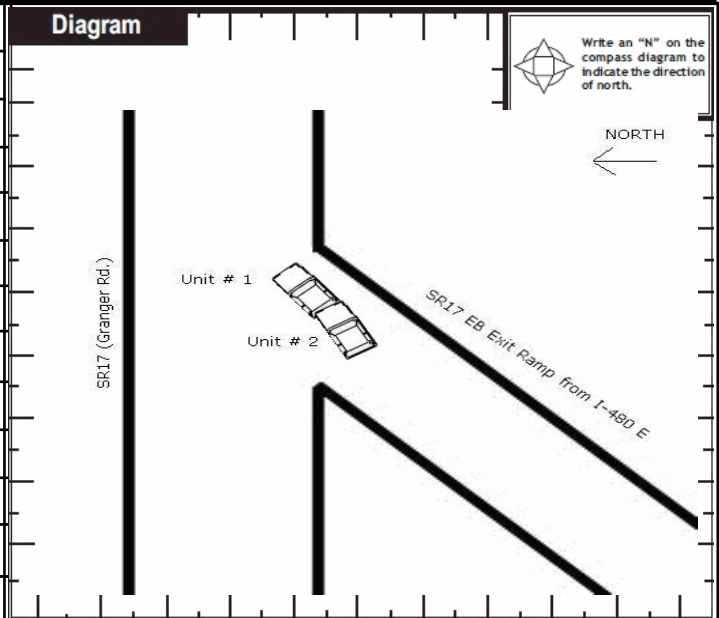 Diagram
Write an “N” on the
compass diagram to
indicate the direction
of north.
NORTH
Unit # 1
SR17 EB Exit Ramp from I-480 E
SR17 (Granger Rd.)
Unit # 2